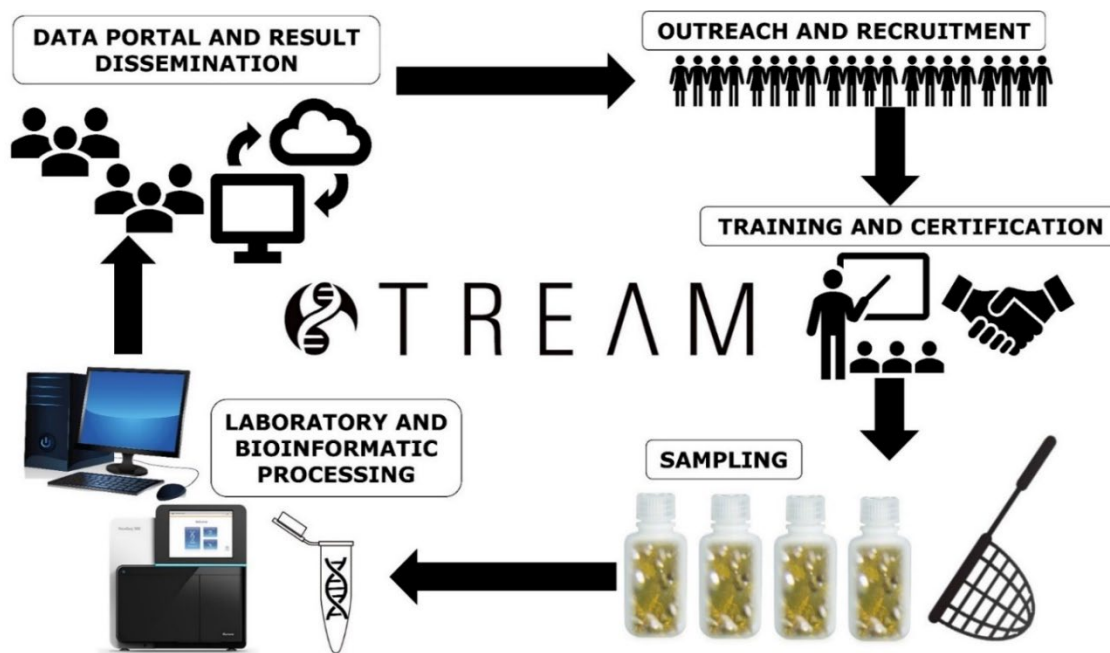 DATA PORTAL AND RESULT
DISSEMINATION
OUTREACH AND RECRUITMENT
TRAINING AND CERTIFICATION
TREAM
LABORATORY AND
BIOINFORMATIC
PROCESSING
SAMPLING